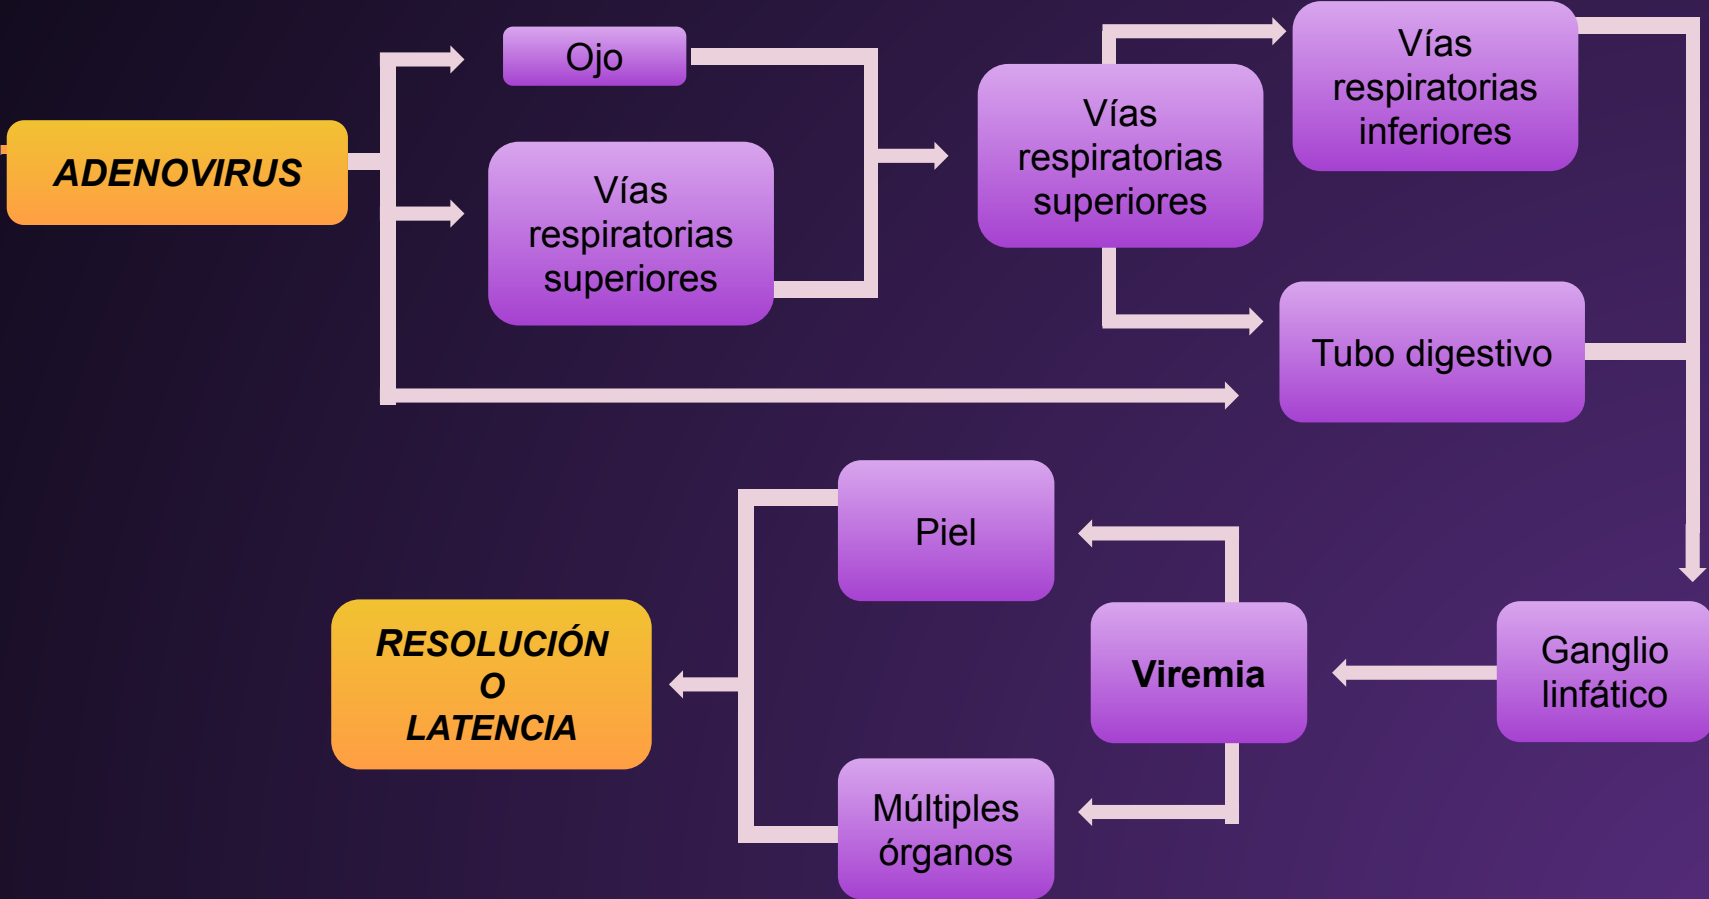 Ojo
ADENOVIRUS
Vías
respiratorias
superiores
Vías
respiratorias
superiores
Vías
respiratorias
inferiores
Tubo digestivo
Piel
RESOLUCIÓN
O
LATENCIA
Viremia
Ganglio
linfático
Múltiples
órganos